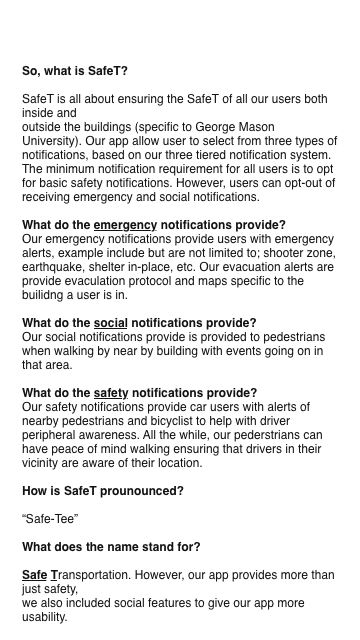 So, what is SafeT?
SafeT is all about ensuring the SafeT of all our users both
inside and
outside the buildings (specific to George Mason
University). Our app allow user to select from three types of
notifications, based on our three tiered notification system.
The minimum notification requirement for all users is to opt
for basic safety notifications. However, users can opt-out of
receiving emergency and social notifications.
What do the emergency notifications provide?
Our emergency notifications provide users with emergency
alerts, example include but are not limited to; shooter zone,
earthquake, shelter in-place, etc. Our evacuation alerts are
provide evaculation protocol and maps specific to the
builidng a user is in.
What do the social notifications provide?
Our social notifications provide is provided to pedestrians
when walking by near by building with events going on in
that area.
What do the safety notifications provide?
Our safety notifications provide car users with alerts of
nearby pedestrians and bicyclist to help with driver
peripheral awareness. All the while, our pederstrians can
have peace of mind walking ensuring that drivers in their
vicinity are aware of their location.
How is SafeT prounounced?
“Safe-Tee”
What does the name stand for?
Safe Transportation. However, our app provides more than
just safety,
we also included social features to give our app more
usability.